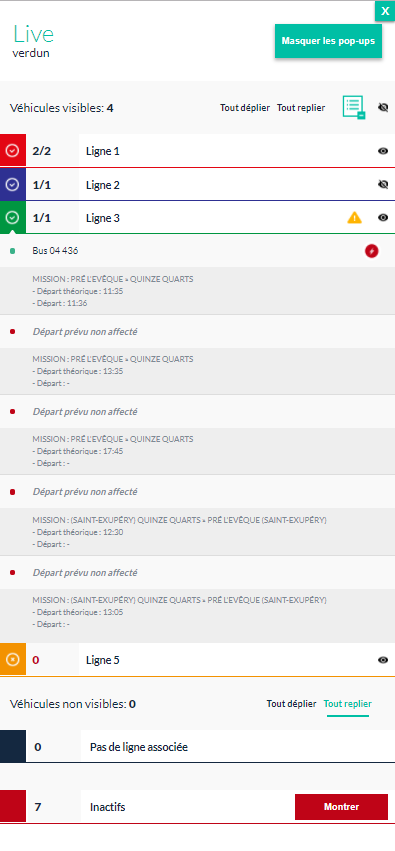 X
Live
verdun
Masquer les pop-ups
Véhicules visibles: 4
Tout déplier Tout replier
2/2 Ligne 1
1/1 Ligne 2
1/1 Ligne 3
Bus 04 436
MISSION : PRÉ L'EVÊQUE » QUINZE QUARTS
- Départ théorique : 11:35
- Départ : 11:36
Départ prévu non affecté
MISSION : PRÉ L'EVÊQUE » QUINZE QUARTS
- Départ théorique : 13:35
- Départ : -
Départ prévu non affecté
MISSION : PRÉ L'EVÊQUE » QUINZE QUARTS
- Départ théorique : 17:45
- Départ : -
Départ prévu non affecté
MISSION : (SAINT-EXUPÉRY) QUINZE QUARTS » PRÉ L'EVÊQUE (SAINT-EXUPÉRY)
- Départ théorique : 12:30
- Départ : -
Départ prévu non affecté
MISSION : (SAINT-EXUPÉRY) QUINZE QUARTS » PRÉ L'EVÊQUE (SAINT-EXUPÉRY)
- Départ théorique : 13:05
- Départ : -
0 Ligne 5
Véhicules non visibles: 0
Tout déplier Tout replier
0 Pas de ligne associée
7 Inactifs
Montrer